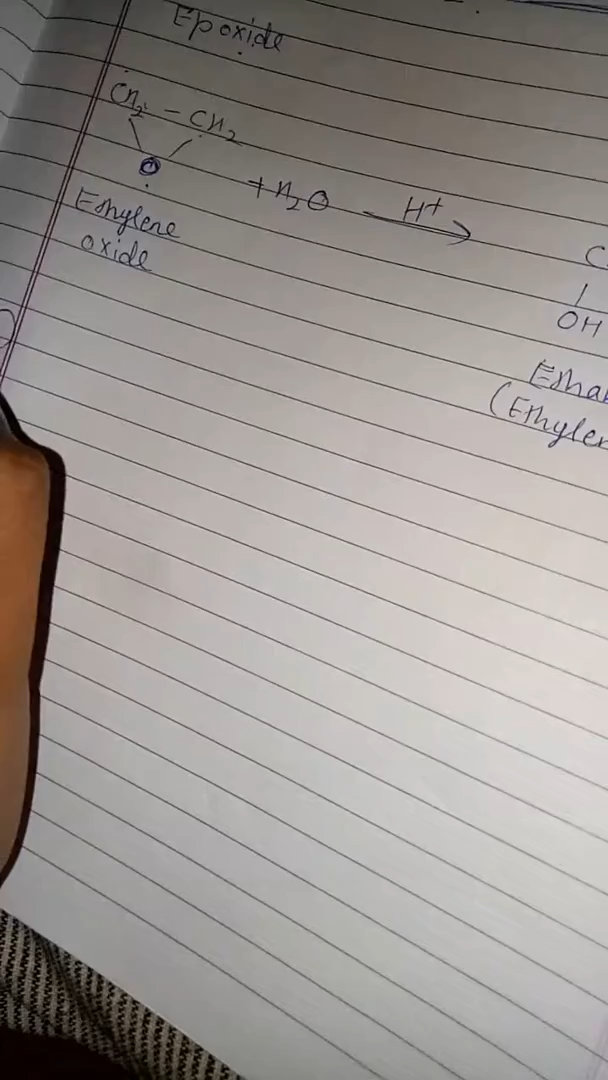 Epoxide
CH2 - CH2
O
+ H2O H+
OH
Ethylene
oxide